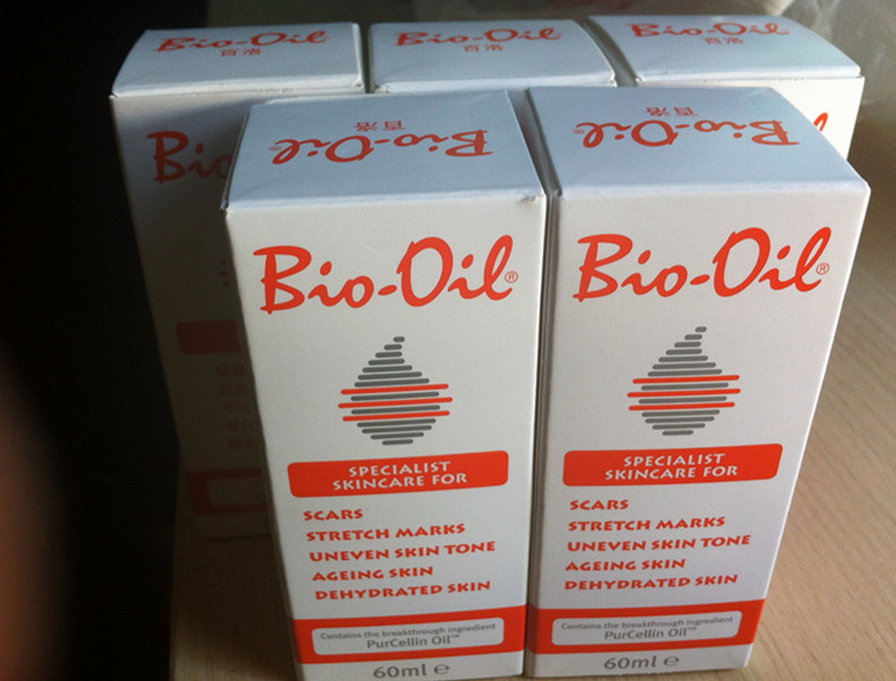 Bio-Oil
百洛
Bio-Oil
百洛
Bio-Oil
百洛
Bio
Bio-Oil®
百洛
Bio-Oil®
百洛
Bio-Oil®
SPECIALIST
SKINCARE FOR
SCARS
STRETCH MARKS
UNEVEN SKIN TONE
AGEING SKIN
DEHYDRATED SKIN
Contains the breakthrough ingredient
PurCellin Oil™
60ml e
Bio-Oil®
SPECIALIST
SKINCARE FOR
SCARS
STRETCH MARKS
UNEVEN SKIN TONE
AGEING SKIN
DEHYDRATED SKIN
Contains the breakthrough ingredient
PurCellin Oil™
60ml e